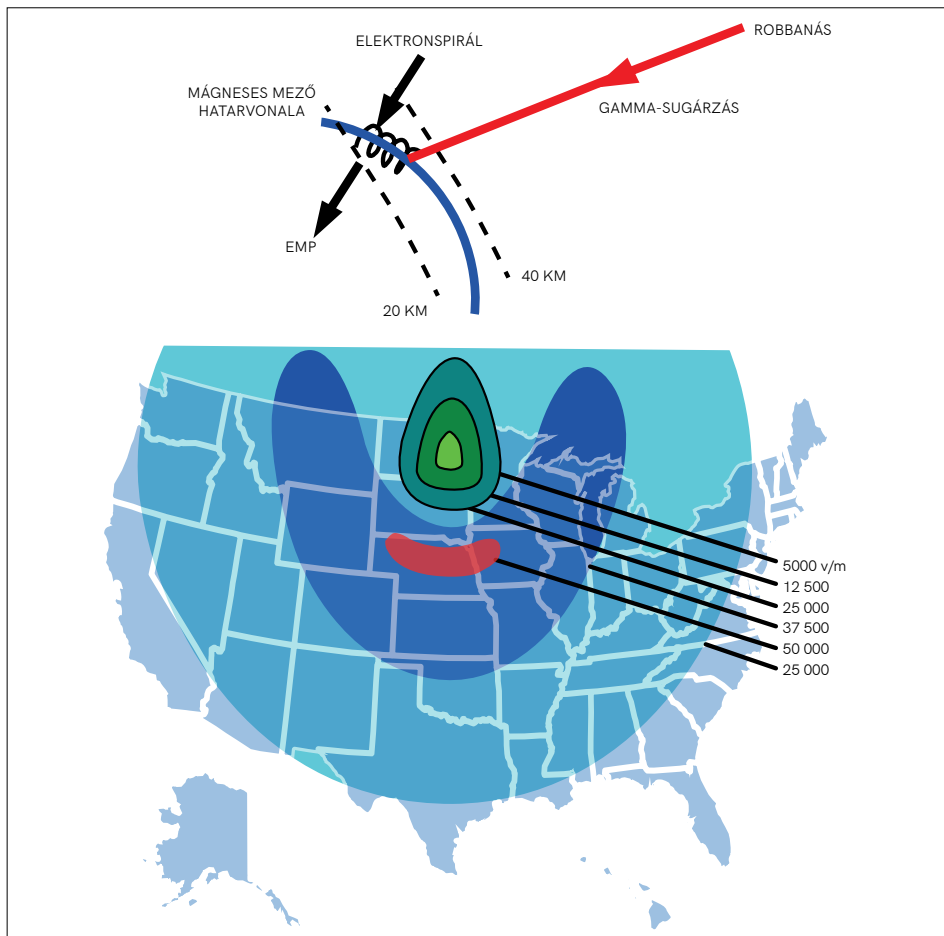 ROBBANÁS
ELEKTRONSPIRÁL
MÁGNESES MEZŐ
HATARVONALA
GAMMA-SUGÁRZÁS
EMP
40 KM
20 KM
5000 v/m
12 500
25 000
37 500
50 000
25 000